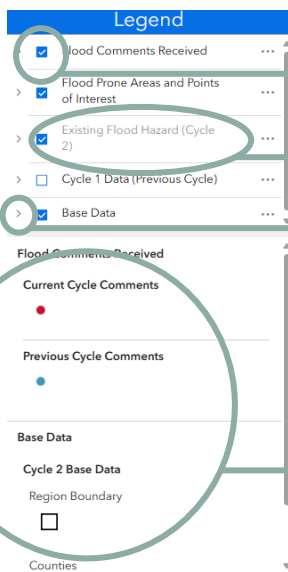 Legend
Flood Comments Received
Flood Prone Areas and Points
of Interest
Existing Flood Hazard (Cycle
2)
Cycle 1 Data (Previous Cycle)
Base Data
Flood Comments Received
Current Cycle Comments
Previous Cycle Comments
Base Data
Cycle 2 Base Data
Region Boundary
Counties